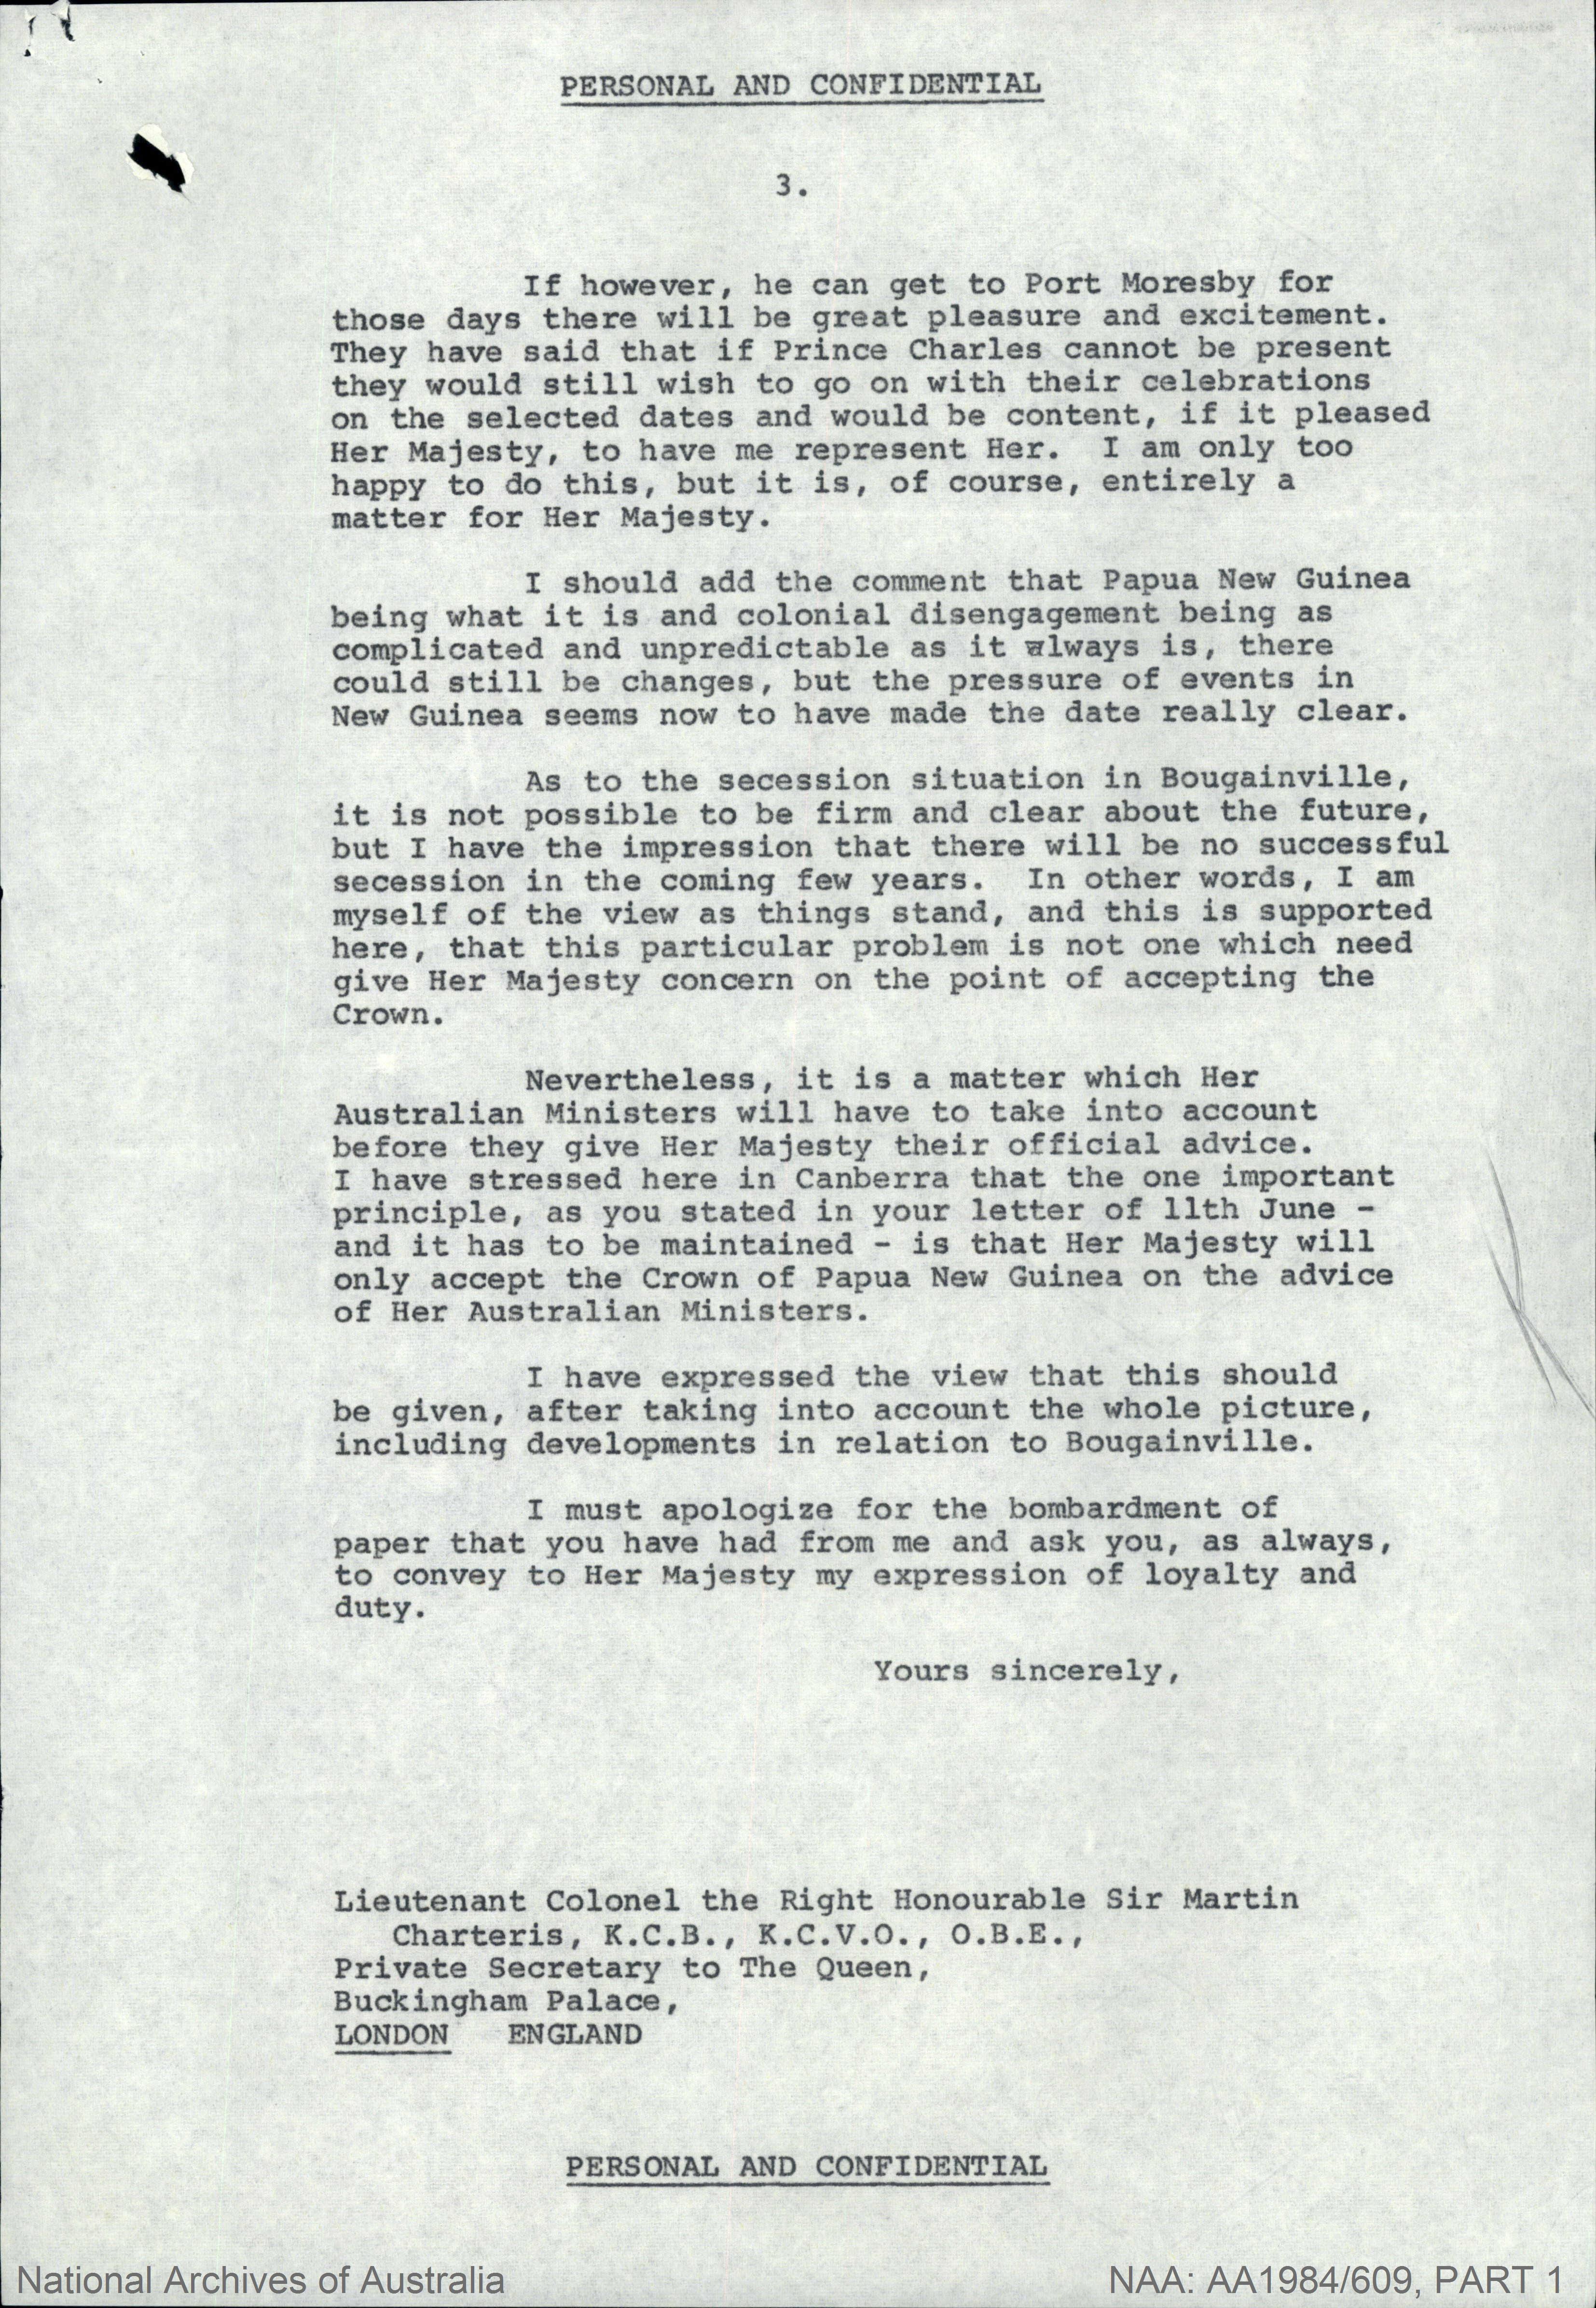 PERSONAL AND CONFIDENTIAL
3.
If however, he can get to Port Moresby for
those days there will be great pleasure and excitement.
They have said that if Prince Charles cannot be present
they would still wish to go on with their celebrations
on the selected dates and would be content, if it pleased
Her Majesty, to have me represent Her. I am only too
happy to do this, but it is, of course, entirely a
matter for Her Majesty.
I should add the comment that Papua New Guinea
being what it is and colonial disengagement being as
complicated and unpredictable as it always is, there
could still be changes, but the pressure of events in
New Guinea seems now to have made the date really clear.
As to the secession situation in Bougainville,
it is not possible to be firm and clear about the future,
but I have the impression that there will be no successful
secession in the coming few years. In other words, I am
myself of the view as things stand, and this is supported
here, that this particular problem is not one which need
give Her Majesty concern on the point of accepting the
Crown.
Nevertheless, it is a matter which Her
Australian Ministers will have to take into account
before they give Her Majesty their official advice.
I have stressed here in Canberra that the one important
principle, as you stated in your letter of 11th June -
and it has to be maintained - is that Her Majesty will
only accept the Crown of Papua New Guinea on the advice
of Her Australian Ministers.
I have expressed the view that this should
be given, after taking into account the whole picture,
including developments in relation to Bougainville.
I must apologize for the bombardment of
paper that you have had from me and ask you, as always,
to convey to Her Majesty my expression of loyalty and
duty.
Yours sincerely,
Lieutenant Colonel the Right Honourable Sir Martin
Charteris, K.C.B., K.C.V.O., O.B.E.,
Private Secretary to The Queen,
Buckingham Palace,
LONDON ENGLAND
PERSONAL AND CONFIDENTIAL
National Archives of Australia
NAA: AA1984/609, PART 1